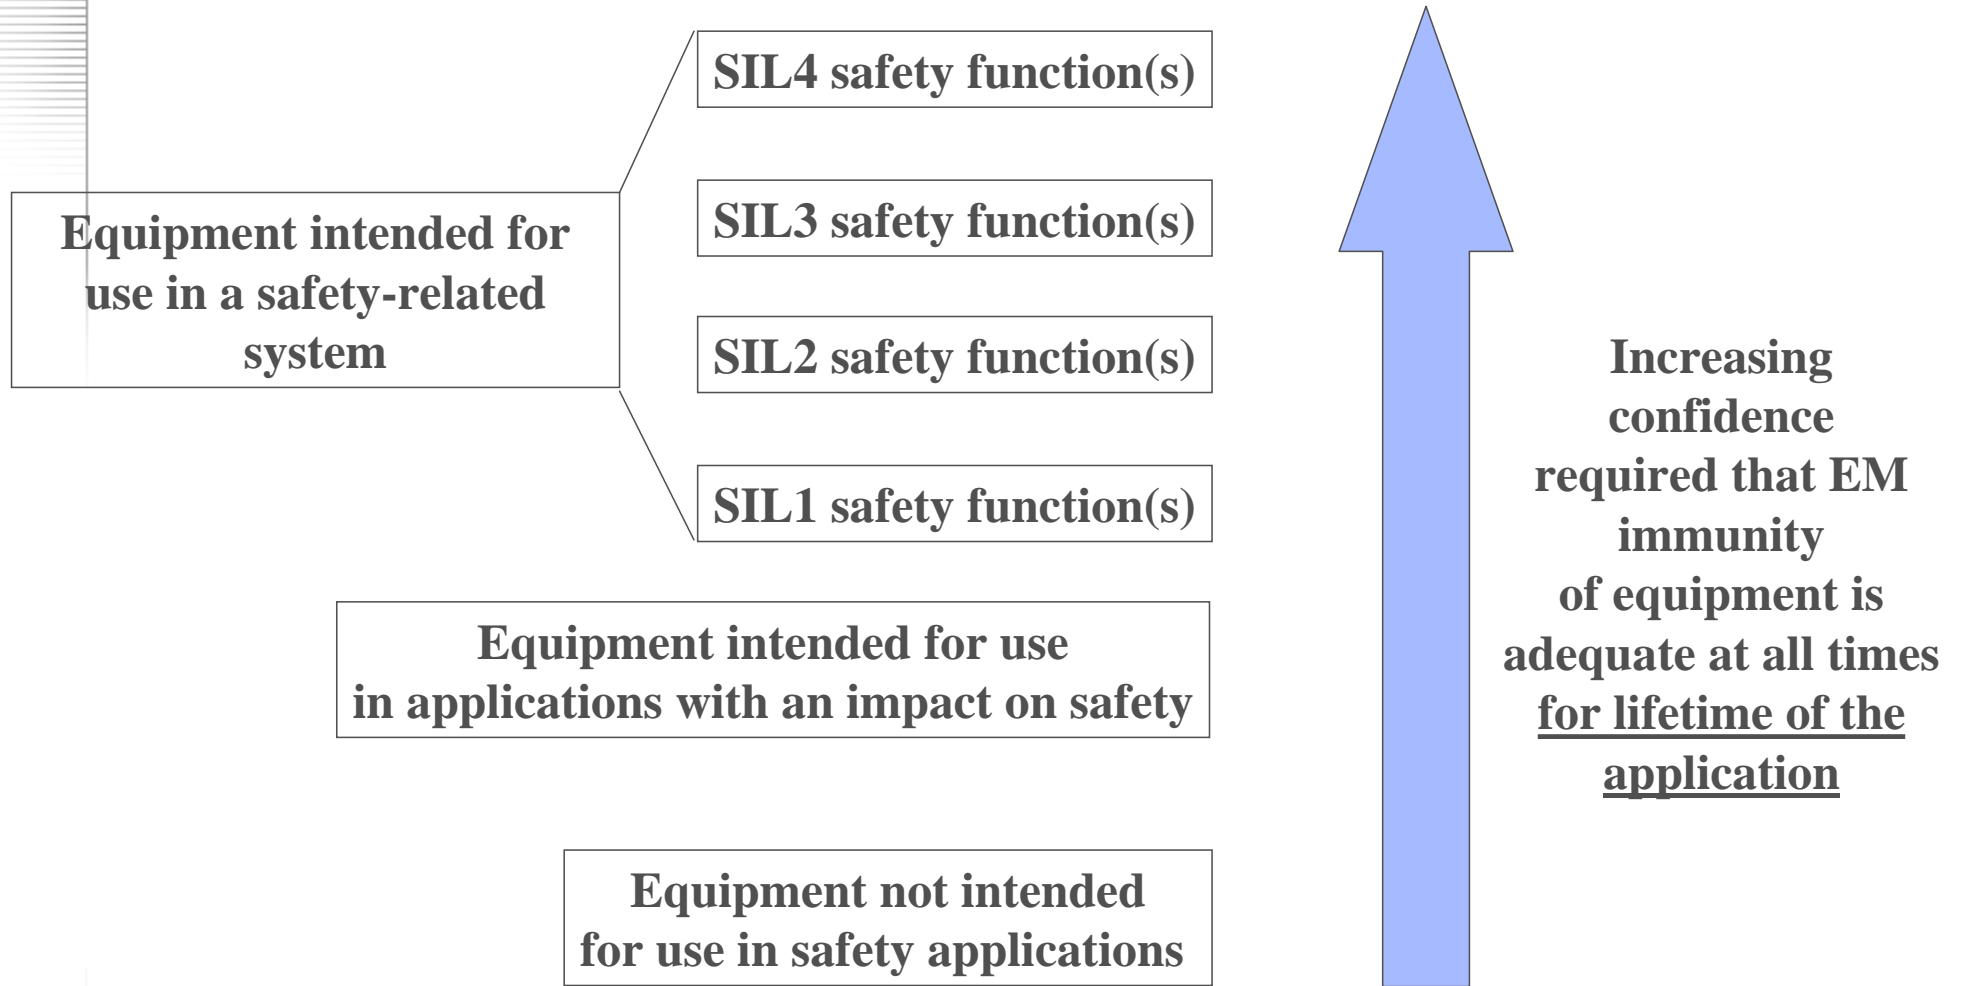 SIL4 safety function(s)
SIL3 safety function(s)
Equipment intended for
use in a safety-related
system
SIL2 safety function(s)
SIL1 safety function(s)
Equipment intended for use
in applications with an impact on safety
Equipment not intended
for use in safety applications
Increasing
confidence
required that EM
immunity
of equipment is
adequate at all times
for lifetime of the
application